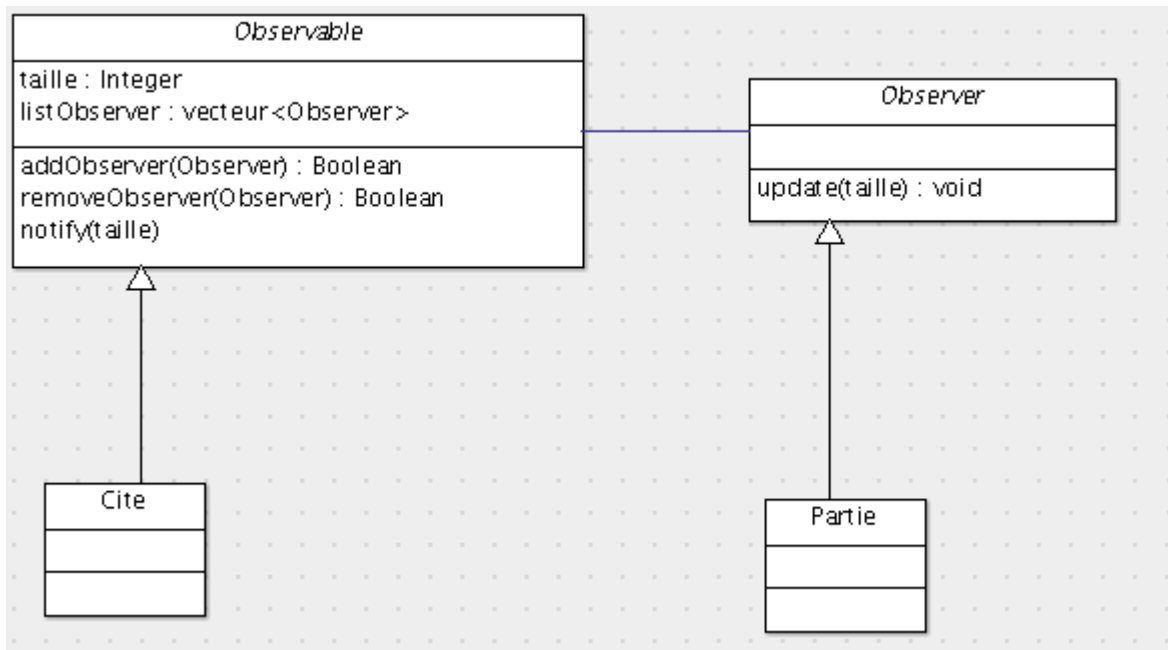 Observable
taille : Integer
listObserver : vecteur<Observer>
addObserver(Observer) : Boolean
removeObserver(Observer) : Boolean
notify(taille)
Observer
update(taille) : void
Cite
Partie